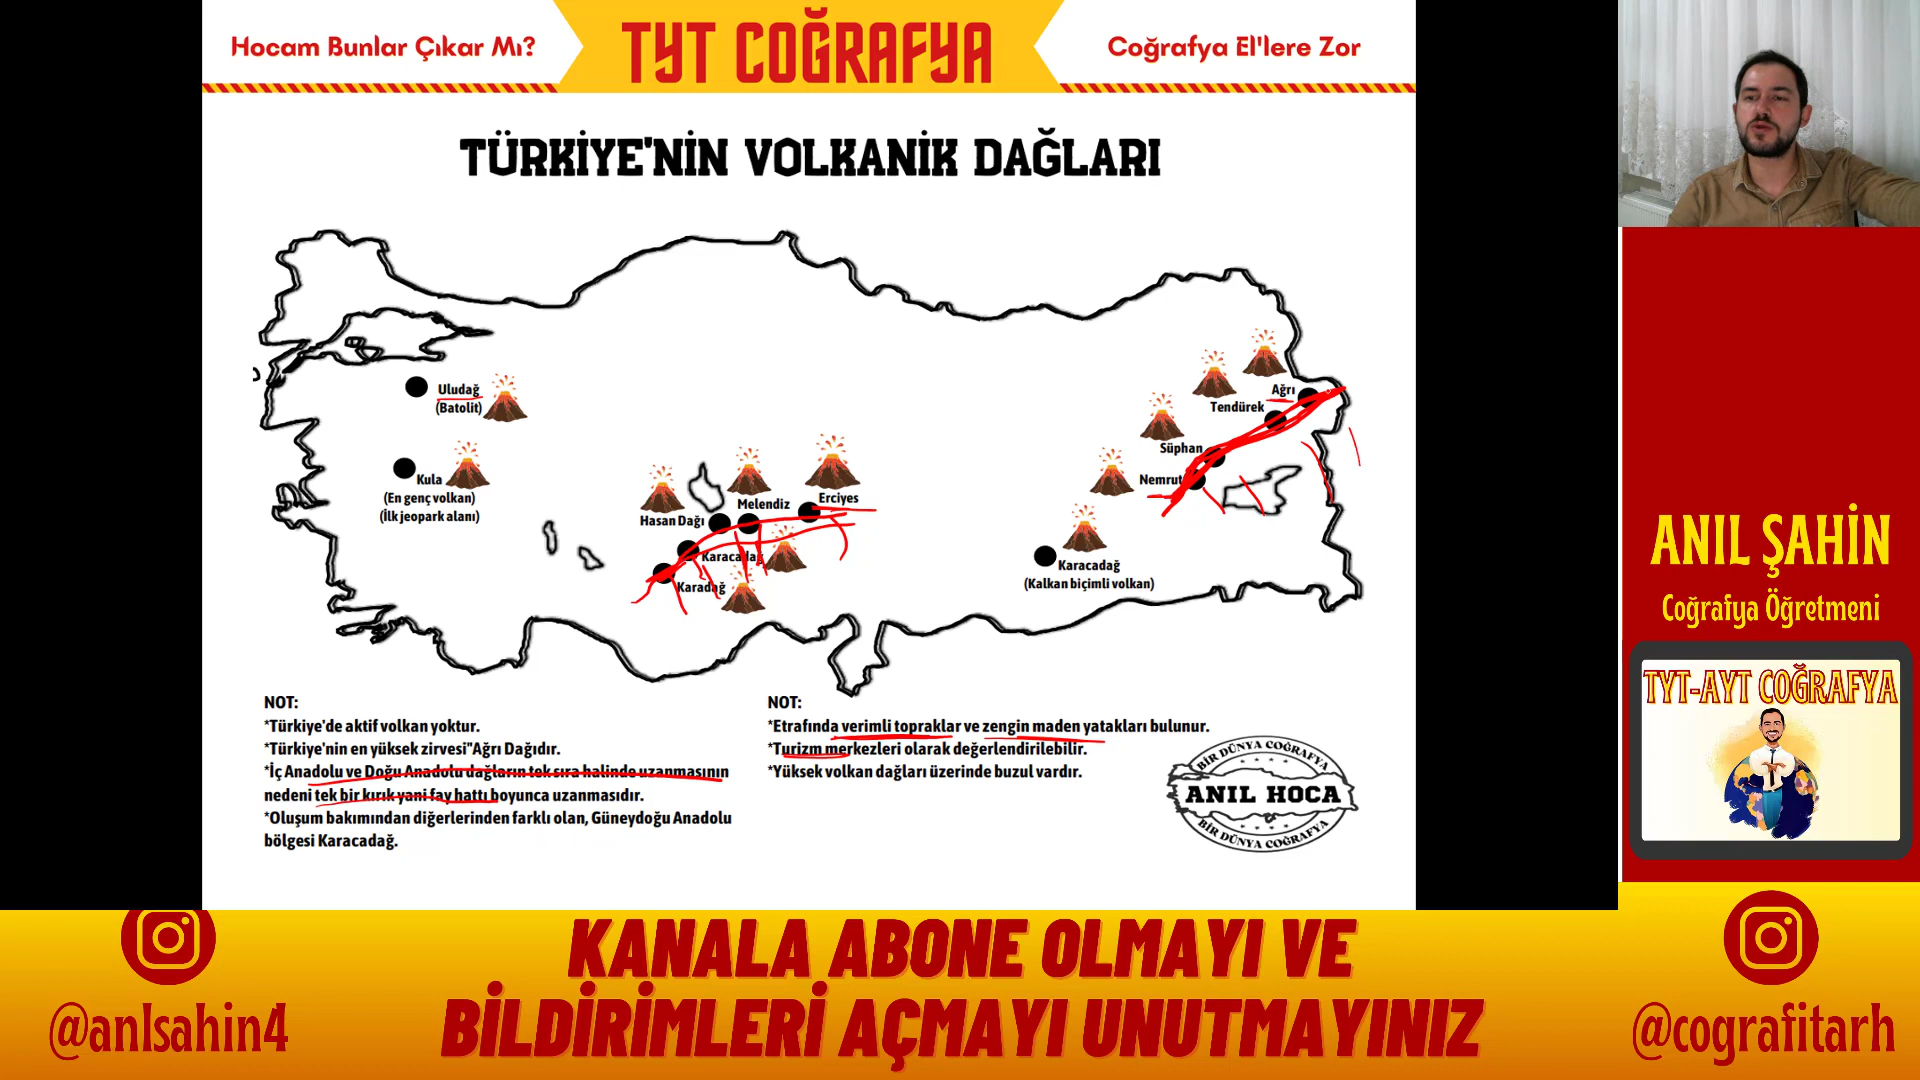 Hocam Bunlar Çıkar Mı?
TYT COĞRAFYA
Coğrafya El'lere Zor
TÜRKİYE'NİN VOLKANİK DAĞLARI
Uludağ
(Batolit)
Kula
(En genç volkan)
(İlk jeopark alanı)
Hasan Dağı
Melendiz
Erciyes
Karacadağ
Karadağ
Ağrı
Tendürek
Süphan
Nemrut
Karacadağ
(Kalkan biçimli volkan)
NOT:
*Türkiye'de aktif volkan yoktur.
*Türkiye'nin en yüksek zirvesi"Ağrı Dağıdır.
*İç Anadolu ve Doğu Anadolu dağların tek sıra halinde uzanmasının
nedeni tek bir kırık yani fay hattı boyunca uzanmasıdır.
*Oluşum bakımından diğerlerinden farklı olan, Güneydoğu Anadolu
bölgesi Karacadağ.
NOT:
*Etrafında verimli topraklar ve zengin maden yatakları bulunur.
*Turizm merkezleri olarak değerlendirilebilir.
*Yüksek volkan dağları üzerinde buzul vardır.
BİR DÜNYA COĞRAFYA
ANIL HOCA
BİR DÜNYA COĞRAFYA
ANIL ŞAHİN
Coğrafya Öğretmeni
TYT-AYT COĞRAFYA
KANALA ABONE OLMAYI VE
BİLDİRİMLERİ AÇMAYI UNUTMAYINIZ
@anlsahin4
@cografitarh